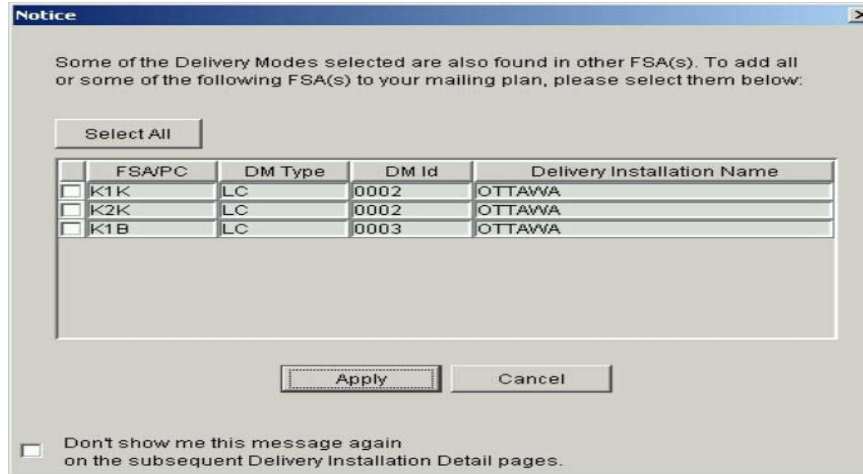 Notice
Some of the Delivery Modes selected are also found in other FSA(s). To add all
or some of the following FSA(s) to your mailing plan, please select them below:
Select All
FSA/PC DM Type DM Id Delivery Installation Name
K1K LC 0002 OTTAWA
K2K LC 0002 OTTAWA
K1B LC 0003 OTTAWA
Apply Cancel
Don't show me this message again
on the subsequent Delivery Installation Detail pages.